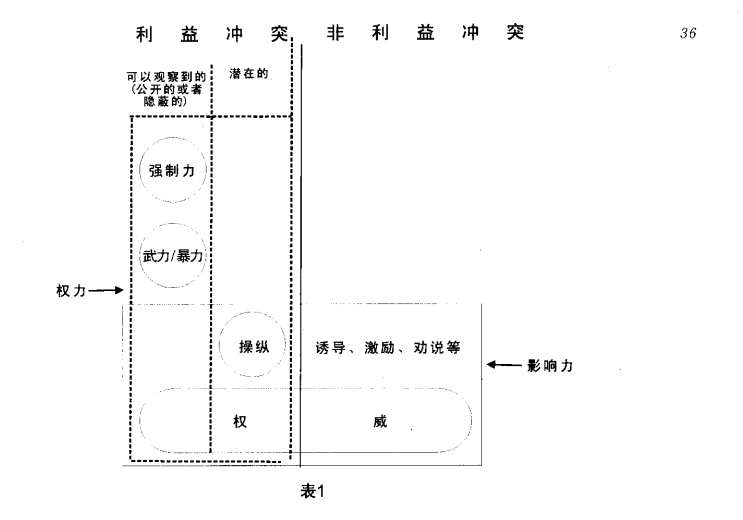 利益冲突 非利益冲突 36
可以观察到的
(公开的或者
隐蔽的)
潜在的
强制力
武力/暴力
权力
操纵
诱导、激励、劝说等
影响力
权威
表1